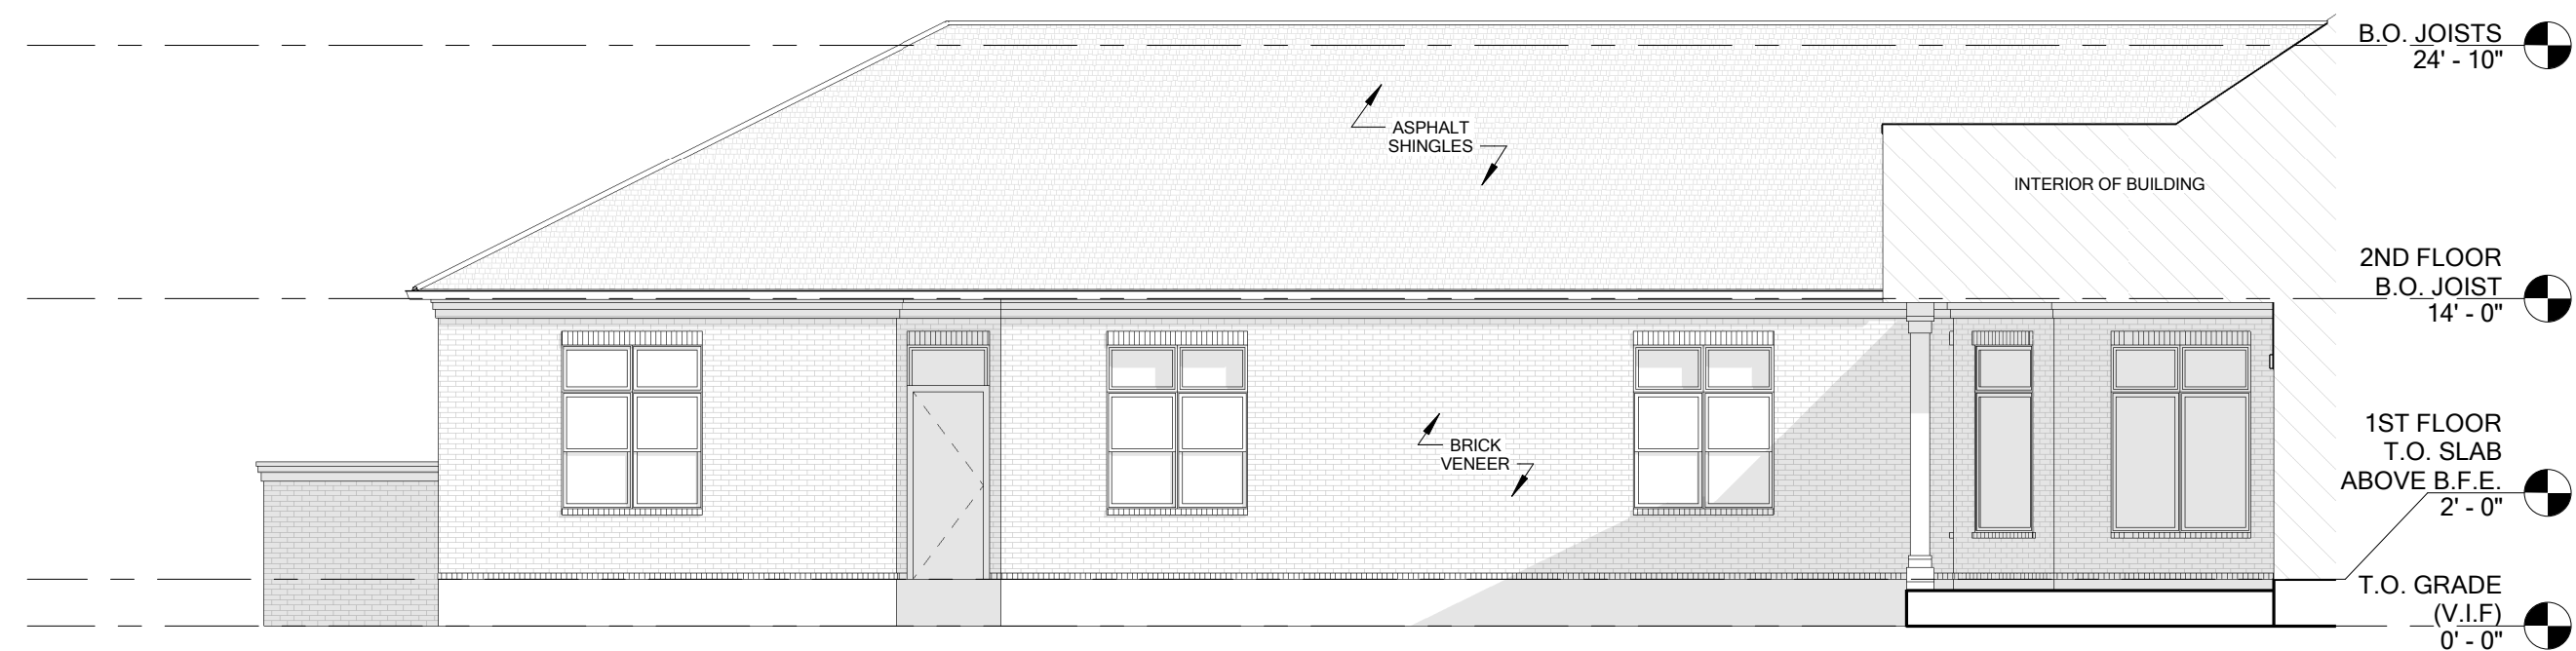 B.O. JOISTS
24' - 10"
ASPHALT
SHINGLES
INTERIOR OF BUILDING
2ND FLOOR
B.O. JOIST
14' - 0"
BRICK
VENEER
1ST FLOOR
T.O. SLAB
ABOVE B.F.E.
2' - 0"
T.O. GRADE
(V.I.F)
0' - 0"